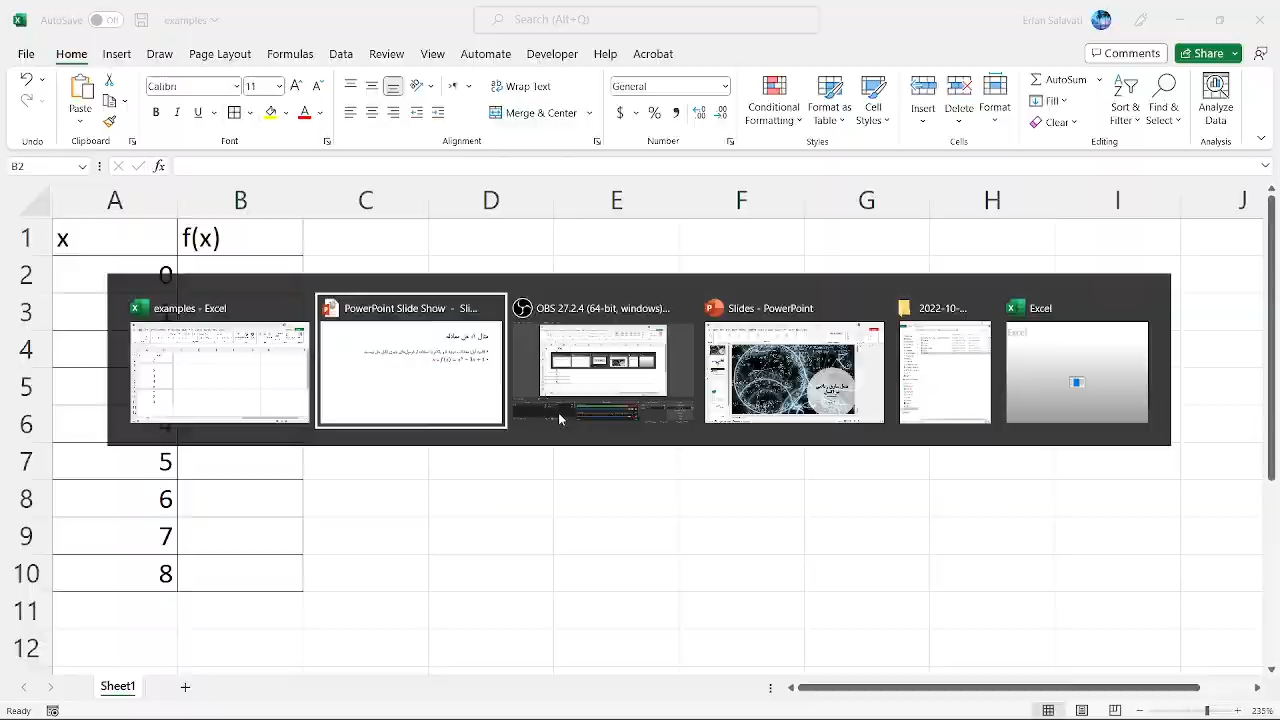 AutoSave
Off
examples
Search (Alt+Q)
Erfan Salavati
File Home Insert Draw Page Layout Formulas Data Review View Automate Developer Help Acrobat
Comments
Share
Paste
Calibri
11
Wrap text
General
AutoSum
B I U
Merge & Center
$ % ,
Conditional Formatting
Format as Table
Cell Styles
Insert
Delete
Format
Fill
Clear
Sort & Filter
Find & Select
Analyze Data
Undo
Clipboard
Font
Alignment
Number
Styles
Cells
Editing
Analysis
B2
fx
A B C D E F G H I J
1 x f(x)
2 0
3
4
5
6
examples - Excel
PowerPoint Slide Show - Sli...
OBS 27.2.4 (64-bit, windows)...
Slides - PowerPoint
2022-10-...
Excel
7 5
8 6
9 7
10 8
11
12
Sheet1
Ready
235%